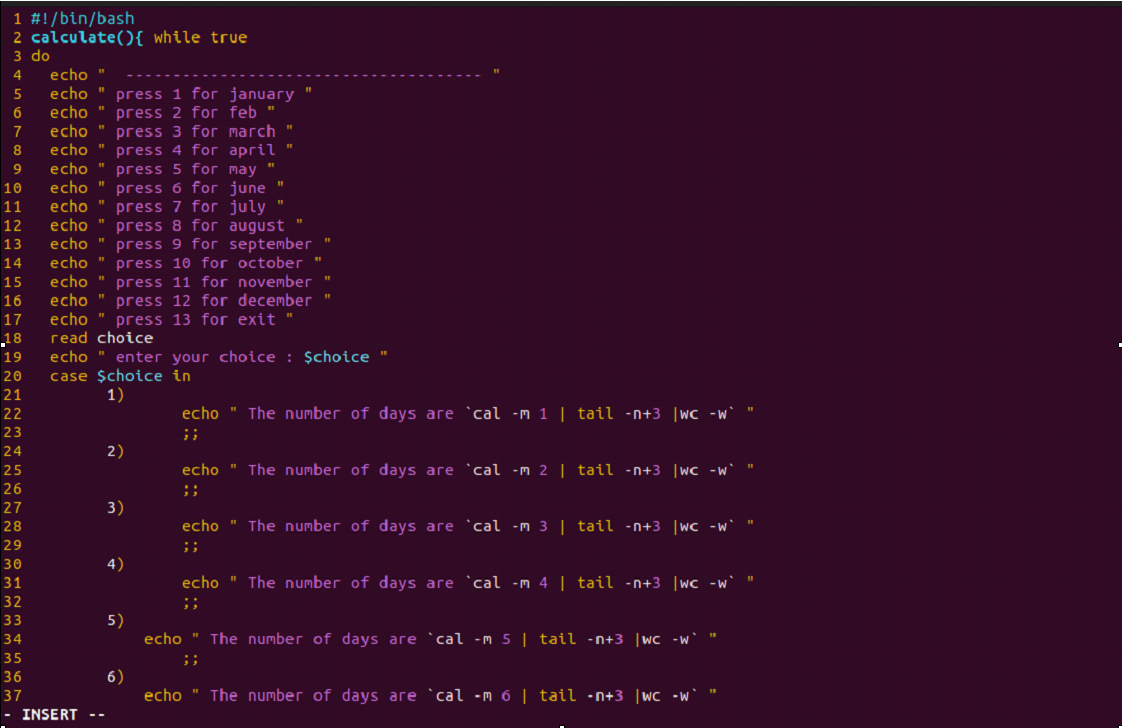 1 #!/bin/bash
2 calculate(){ while true
3 do
4   echo "  -------------------------------------- "
5   echo " press 1 for january "
6   echo " press 2 for feb "
7   echo " press 3 for march "
8   echo " press 4 for april "
9   echo " press 5 for may "
10   echo " press 6 for june "
11   echo " press 7 for july "
12   echo " press 8 for august "
13   echo " press 9 for september "
14   echo " press 10 for october "
15   echo " press 11 for november "
16   echo " press 12 for december "
17   echo " press 13 for exit "
18   read choice
19   echo " enter your choice : $choice "
20   case $choice in
21         1)
22                 echo " The number of days are `cal -m 1 | tail -n+3 |wc -w` "
23                 ;;
24         2)
25                 echo " The number of days are `cal -m 2 | tail -n+3 |wc -w` "
26                 ;;
27         3)
28                 echo " The number of days are `cal -m 3 | tail -n+3 |wc -w` "
29                 ;;
30         4)
31                 echo " The number of days are `cal -m 4 | tail -n+3 |wc -w` "
32                 ;;
33         5)
34             echo " The number of days are `cal -m 5 | tail -n+3 |wc -w` "
35                 ;;
36         6)
37             echo " The number of days are `cal -m 6 | tail -n+3 |wc -w` "
- INSERT --